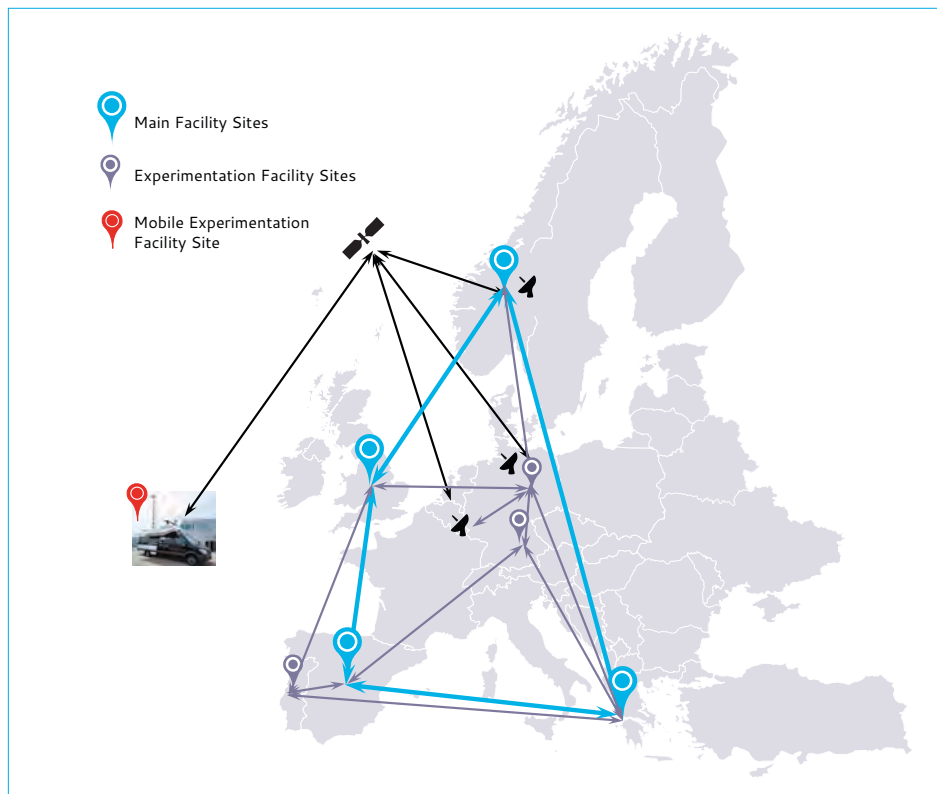 Main Facility Sites
Experimentation Facility Sites
Mobile Experimentation
Facility Site